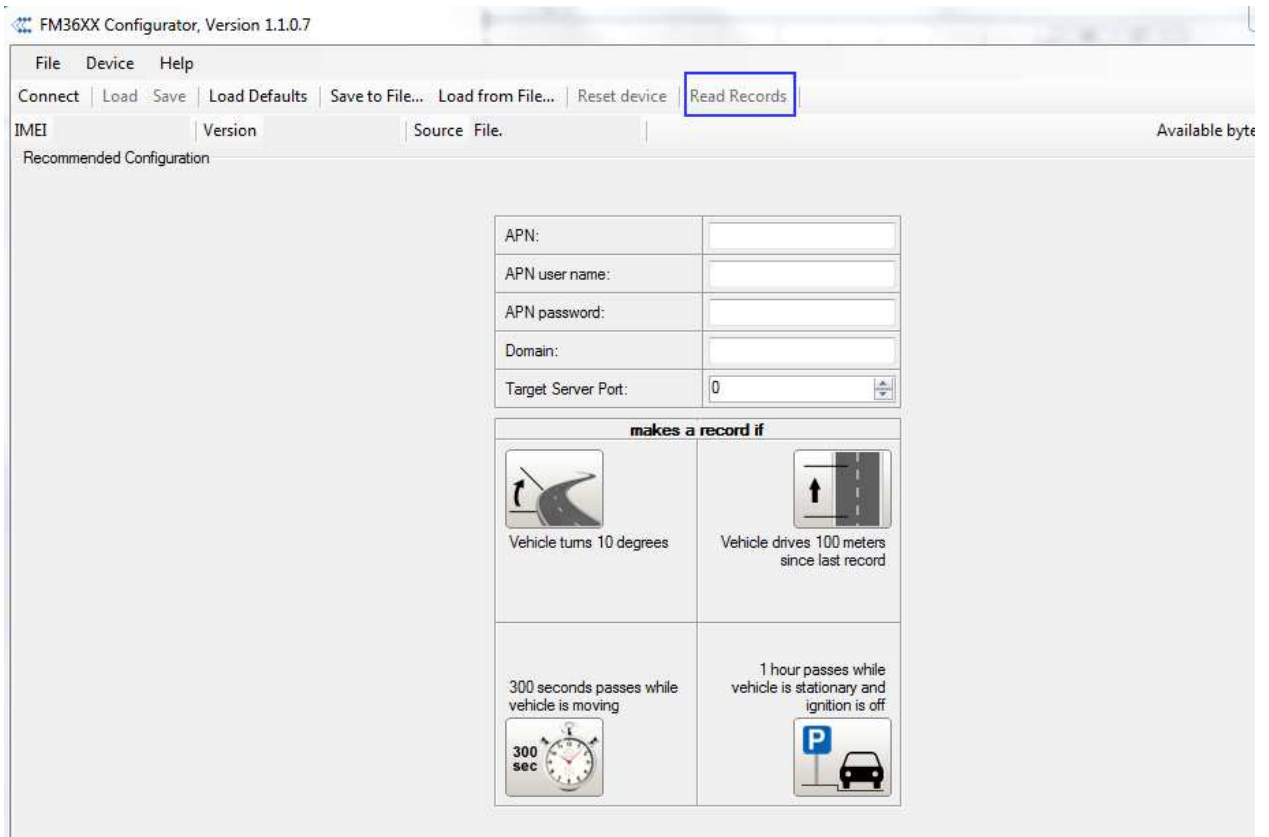 FM36XX Configurator, Version 1.1.0.7
File Device Help
Connect Load Save Load Defaults Save to File... Load from File... Reset device Read Records
IMEI Version Source File. Available byte
Recommended Configuration
APN:
APN user name:
APN password:
Domain:
Target Server Port: 0
makes a record if
Vehicle turns 10 degrees
Vehicle drives 100 meters
since last record
300 seconds passes while
vehicle is moving
300
sec
1 hour passes while
vehicle is stationary and
ignition is off
P